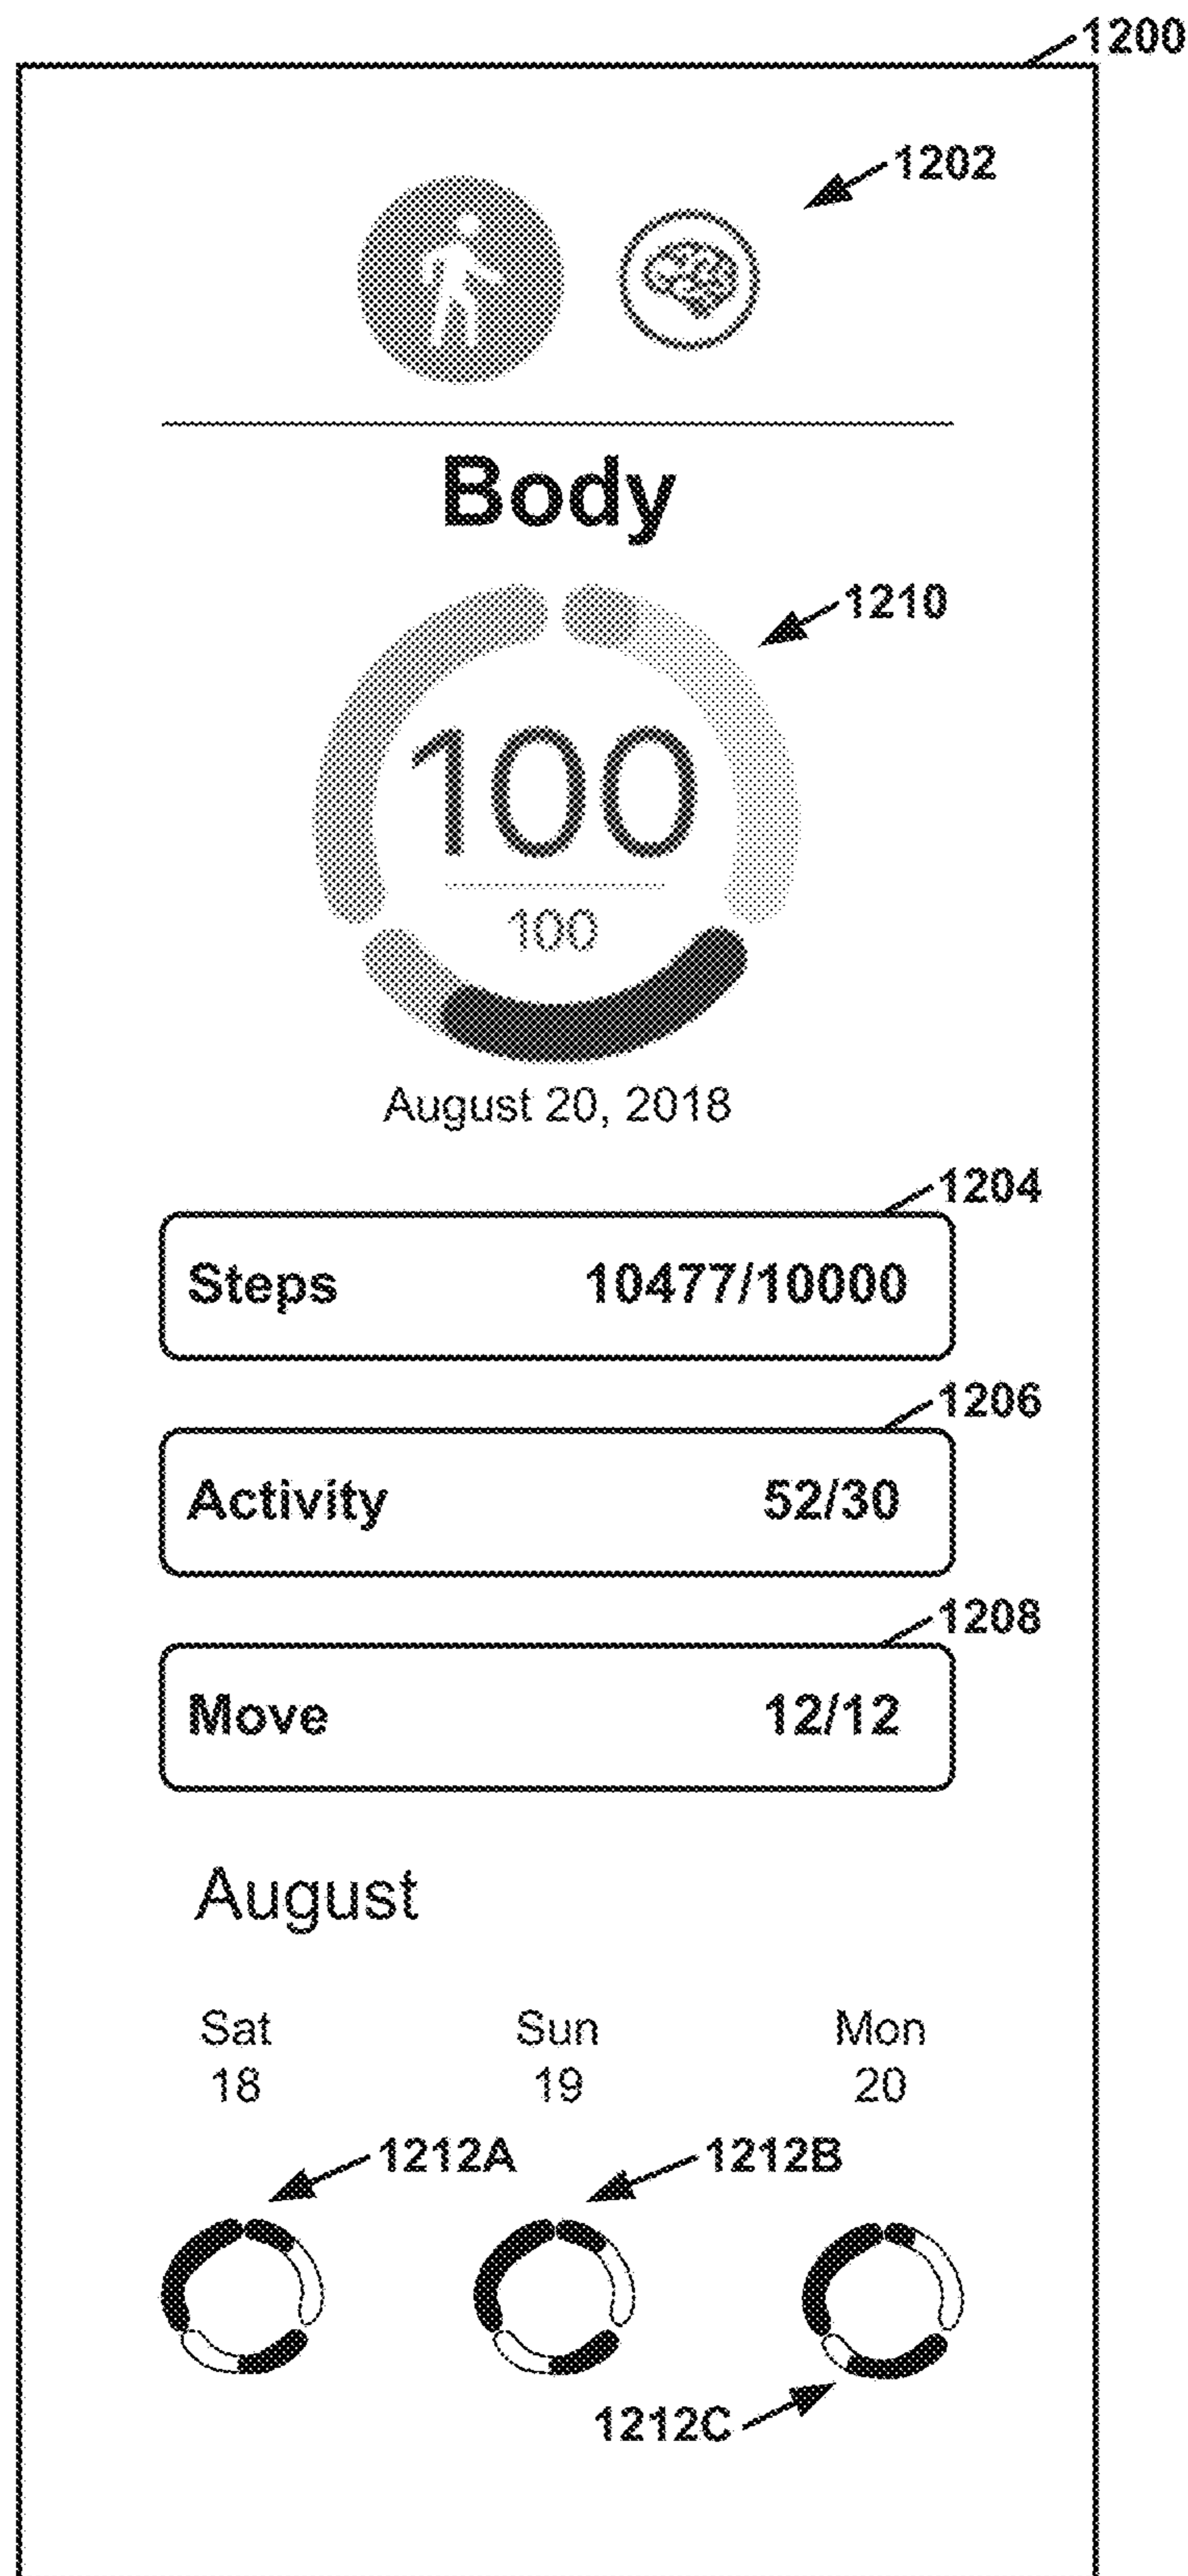 1200
1202
Body
1210
100
100
August 20, 2018
1204
Steps 10477/10000
1206
Activity 52/30
1208
Move 12/12
August
Sat Sun Mon
18 19 20
1212A 1212B
1212C